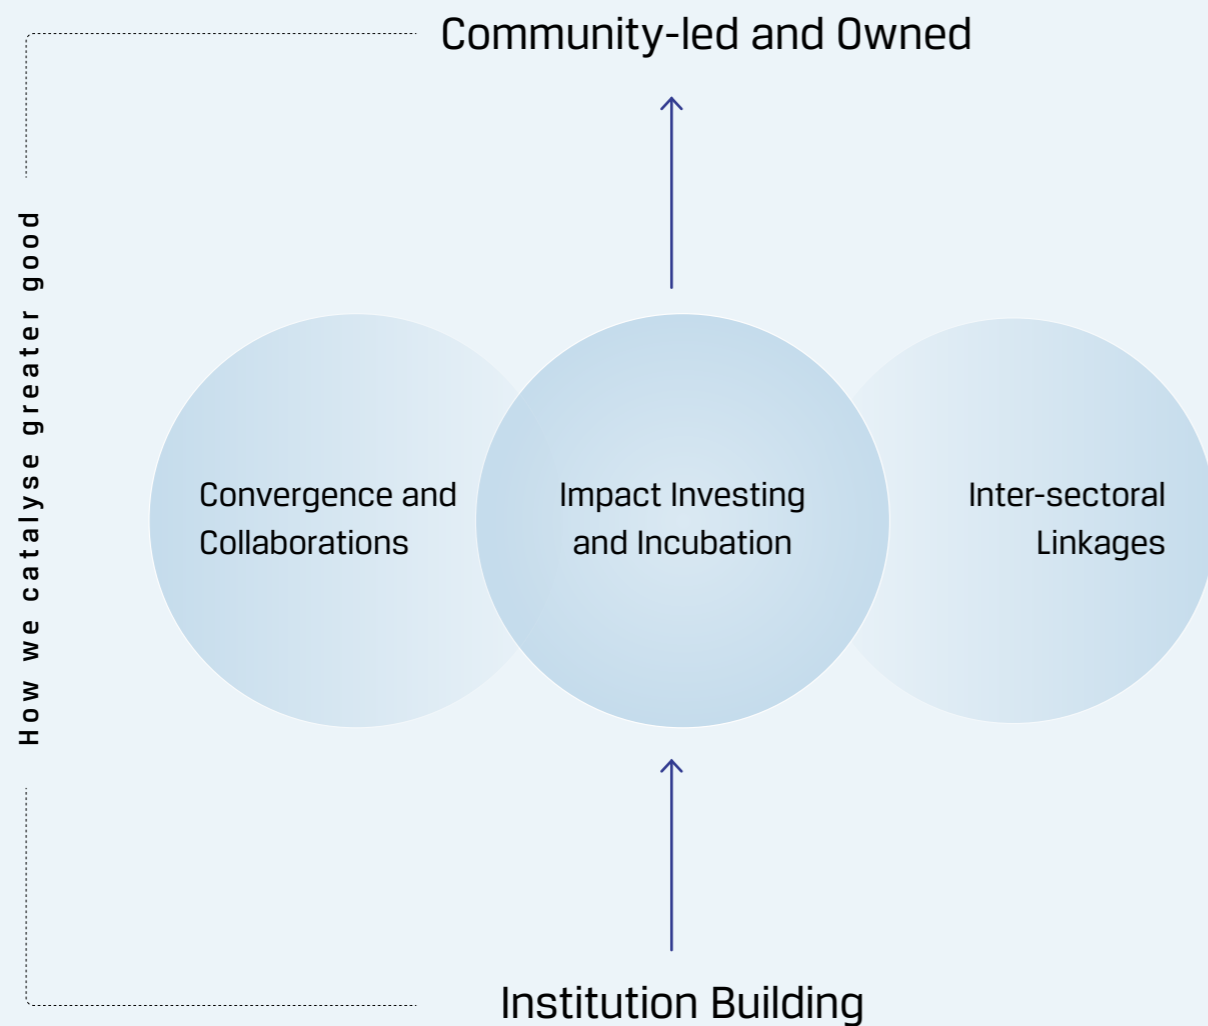 Community-led and Owned
How we catalyse greater good
Convergence and
Collaborations
Impact Investing
and Incubation
Inter-sectoral
Linkages
Institution Building